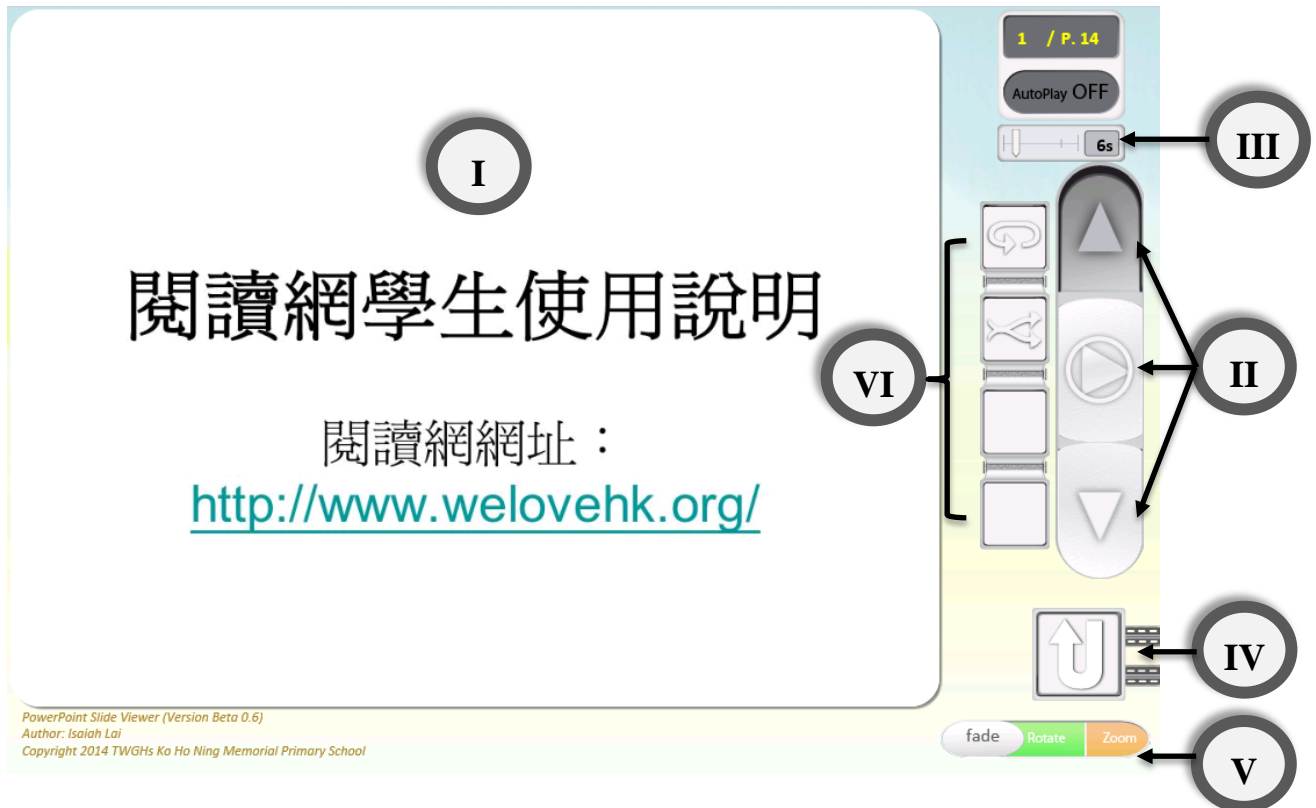 1 / P. 14
AutoPlay OFF
6s
I
III
閱讀網學生使用說明
VI
II
閱讀網網址：
http://www.welovehk.org/
IV
PowerPoint Slide Viewer (Version Beta 0.6)
Author: Isaiah Lai
Copyright 2014 TWGHs Ko Ho Ning Memorial Primary School
fade Rotate Zoom
V